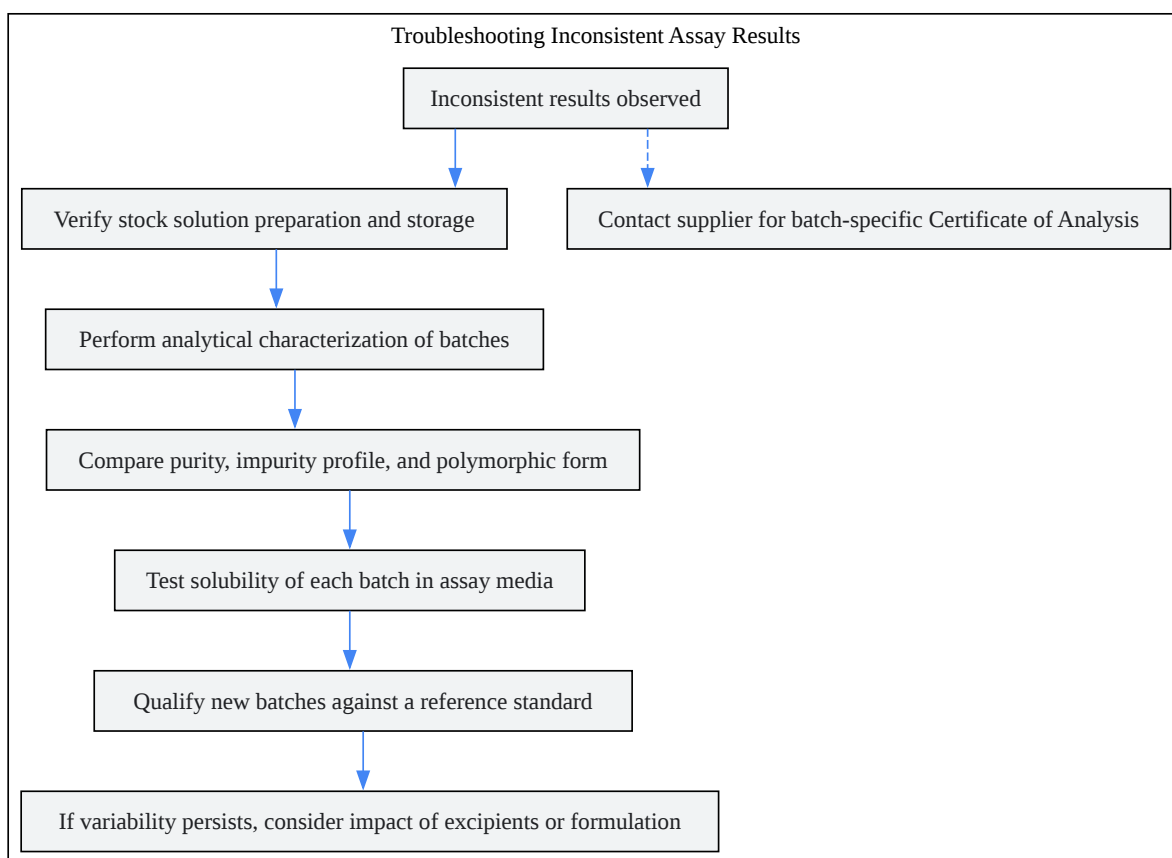 Troubleshooting Inconsistent Assay Results
Inconsistent results observed
Verify stock solution preparation and storage
Contact supplier for batch-specific Certificate of Analysis
Perform analytical characterization of batches
Compare purity, impurity profile, and polymorphic form
Test solubility of each batch in assay media
Qualify new batches against a reference standard
If variability persists, consider impact of excipients or formulation